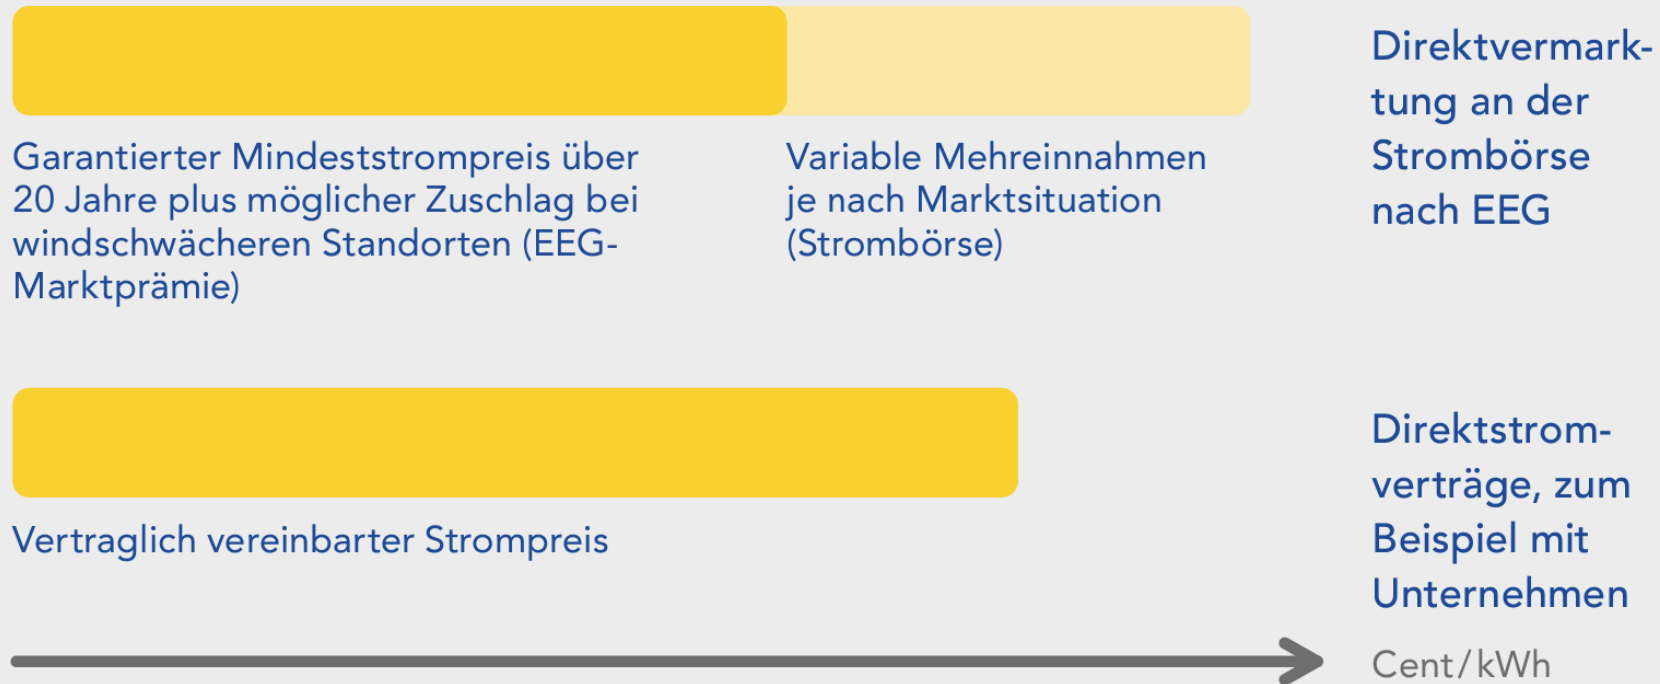 Direktvermark-
tung an der
Strombörse
nach EEG
Garantierter Mindeststrompreis über
20 Jahre plus möglicher Zuschlag bei
windschwächeren Standorten (EEG-
Marktprämie)
Variable Mehreinnahmen
je nach Marktsituation
(Strombörse)
Direktstrom-
verträge, zum
Beispiel mit
Unternehmen
Vertraglich vereinbarter Strompreis
Cent/kWh